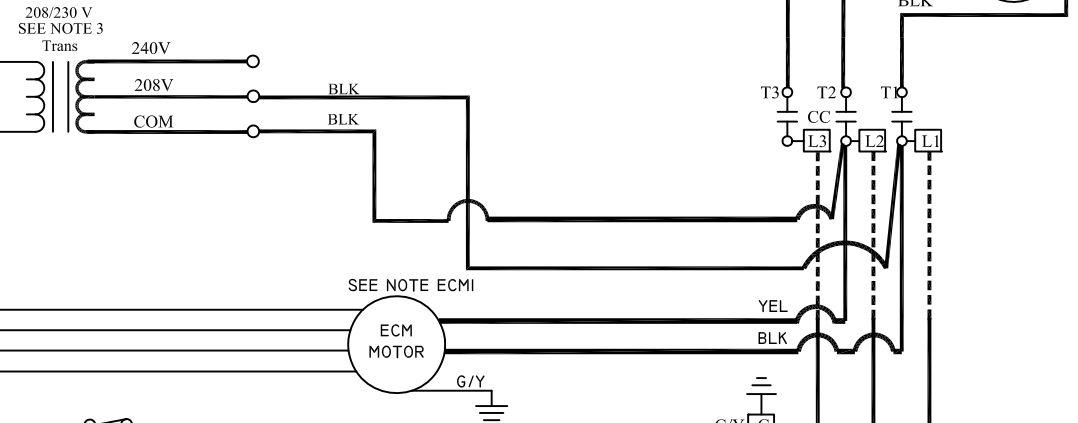 208/230 V
SEE NOTE 3
Trans
240V
208V
COM
BLK
BLK
BLK
T3
T2
T1
CC
L3
L2
L1
SEE NOTE ECM1
ECM
MOTOR
YEL
BLK
G/Y
G/Y
G